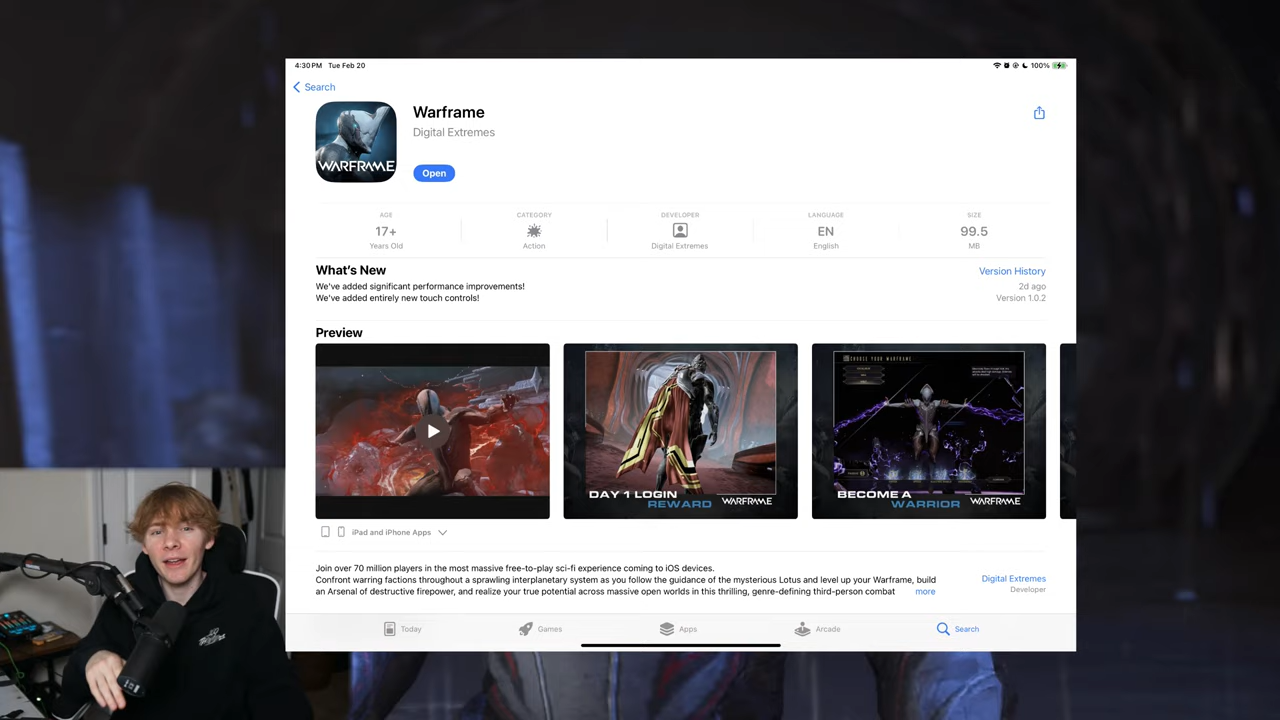 4:30 PM Tue Feb 20
100%
Search
Warframe
Digital Extremes
WARFRAME
Open
AGE
17+
Years Old
CATEGORY
Action
DEVELOPER
Digital Extremes
LANGUAGE
EN
English
SIZE
99.5
MB
What's New
Version History
We've added significant performance improvements!
2d ago
We've added entirely new touch controls!
Version 1.0.2
Preview
CHOOSE YOUR WARFRAME
DAY 1 LOGIN
REWARD
WARFRAME
BECOME A
WARRIOR
WARFRAME
iPad and iPhone Apps
Join over 70 million players in the most massive free-to-play sci-fi experience coming to iOS devices.
Confront warring factions throughout a sprawling interplanetary system as you follow the guidance of the mysterious Lotus and level up your Warframe, build
an Arsenal of destructive firepower, and realize your true potential across massive open worlds in this thrilling, genre-defining third-person combat
more
Digital Extremes
Developer
Today
Games
Apps
Arcade
Search